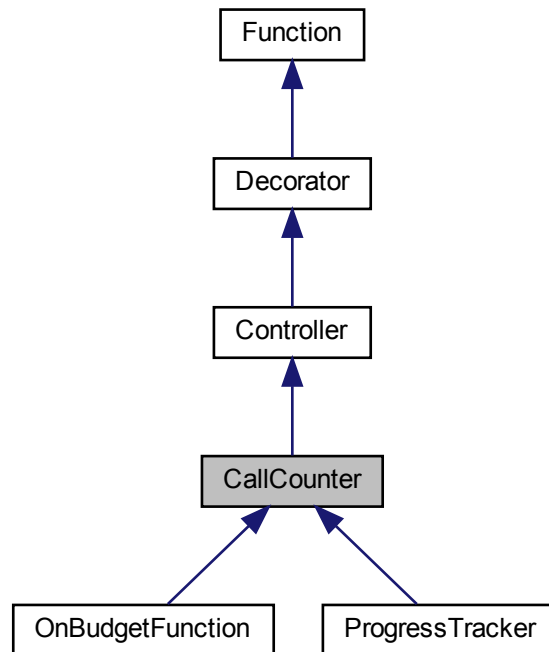 Function
Decorator
Controller
CallCounter
OnBudgetFunction
ProgressTracker